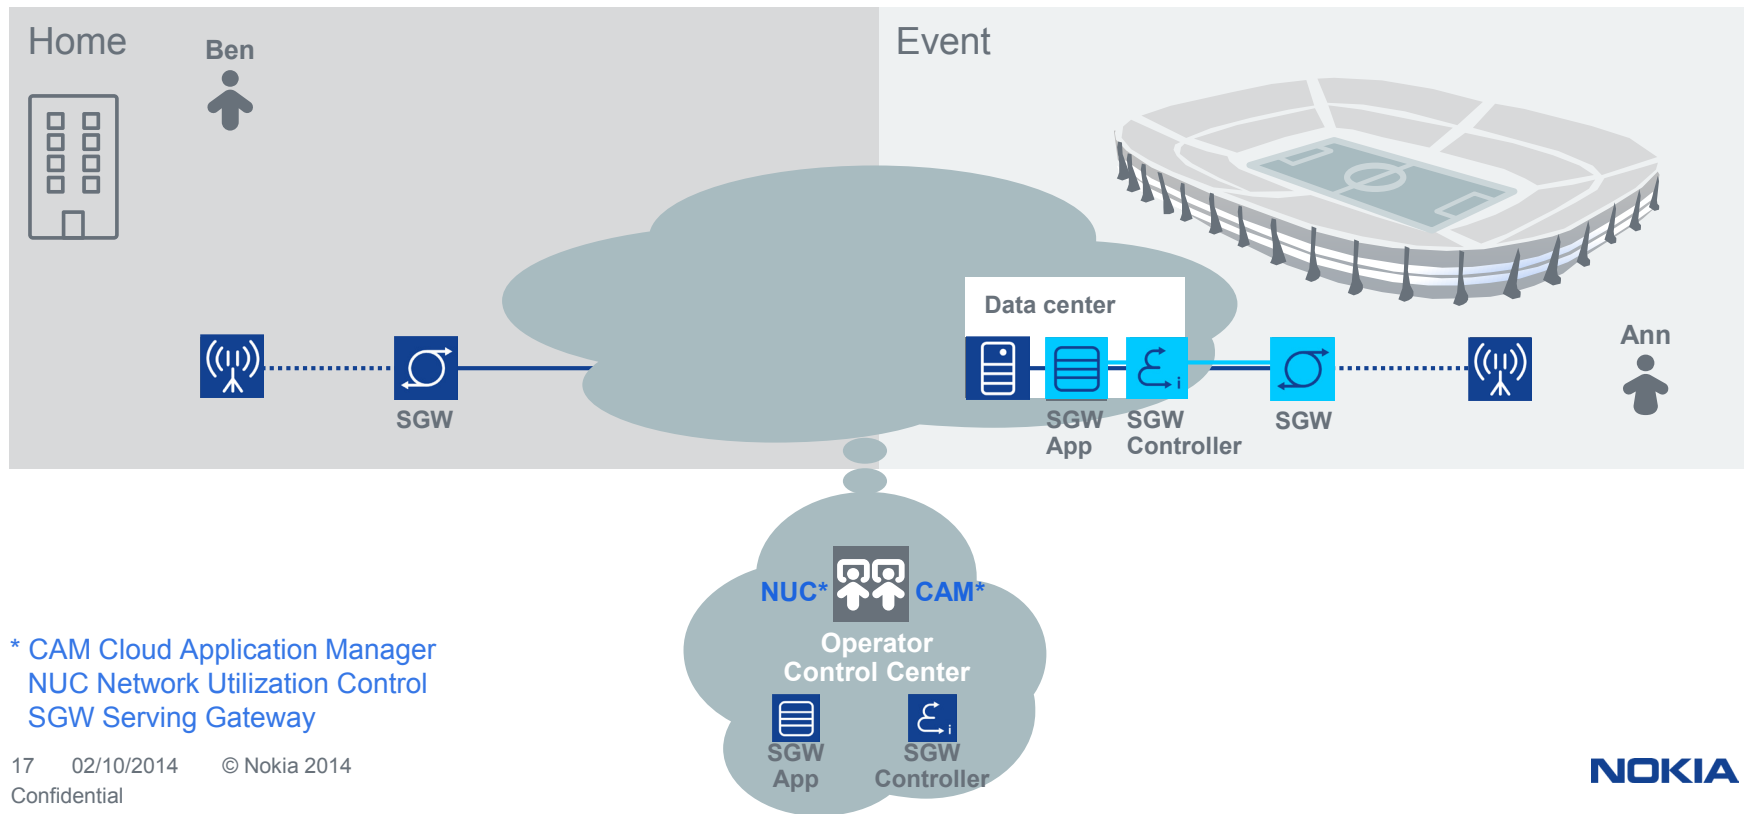 Home
Ben
Event
Data center
Ann
SGW
SGW
App
SGW
Controller
SGW
NUC*
CAM*
Operator
Control Center
SGW
App
SGW
Controller
* CAM Cloud Application Manager
NUC Network Utilization Control
SGW Serving Gateway
17 02/10/2014 © Nokia 2014
Confidential
NOKIA